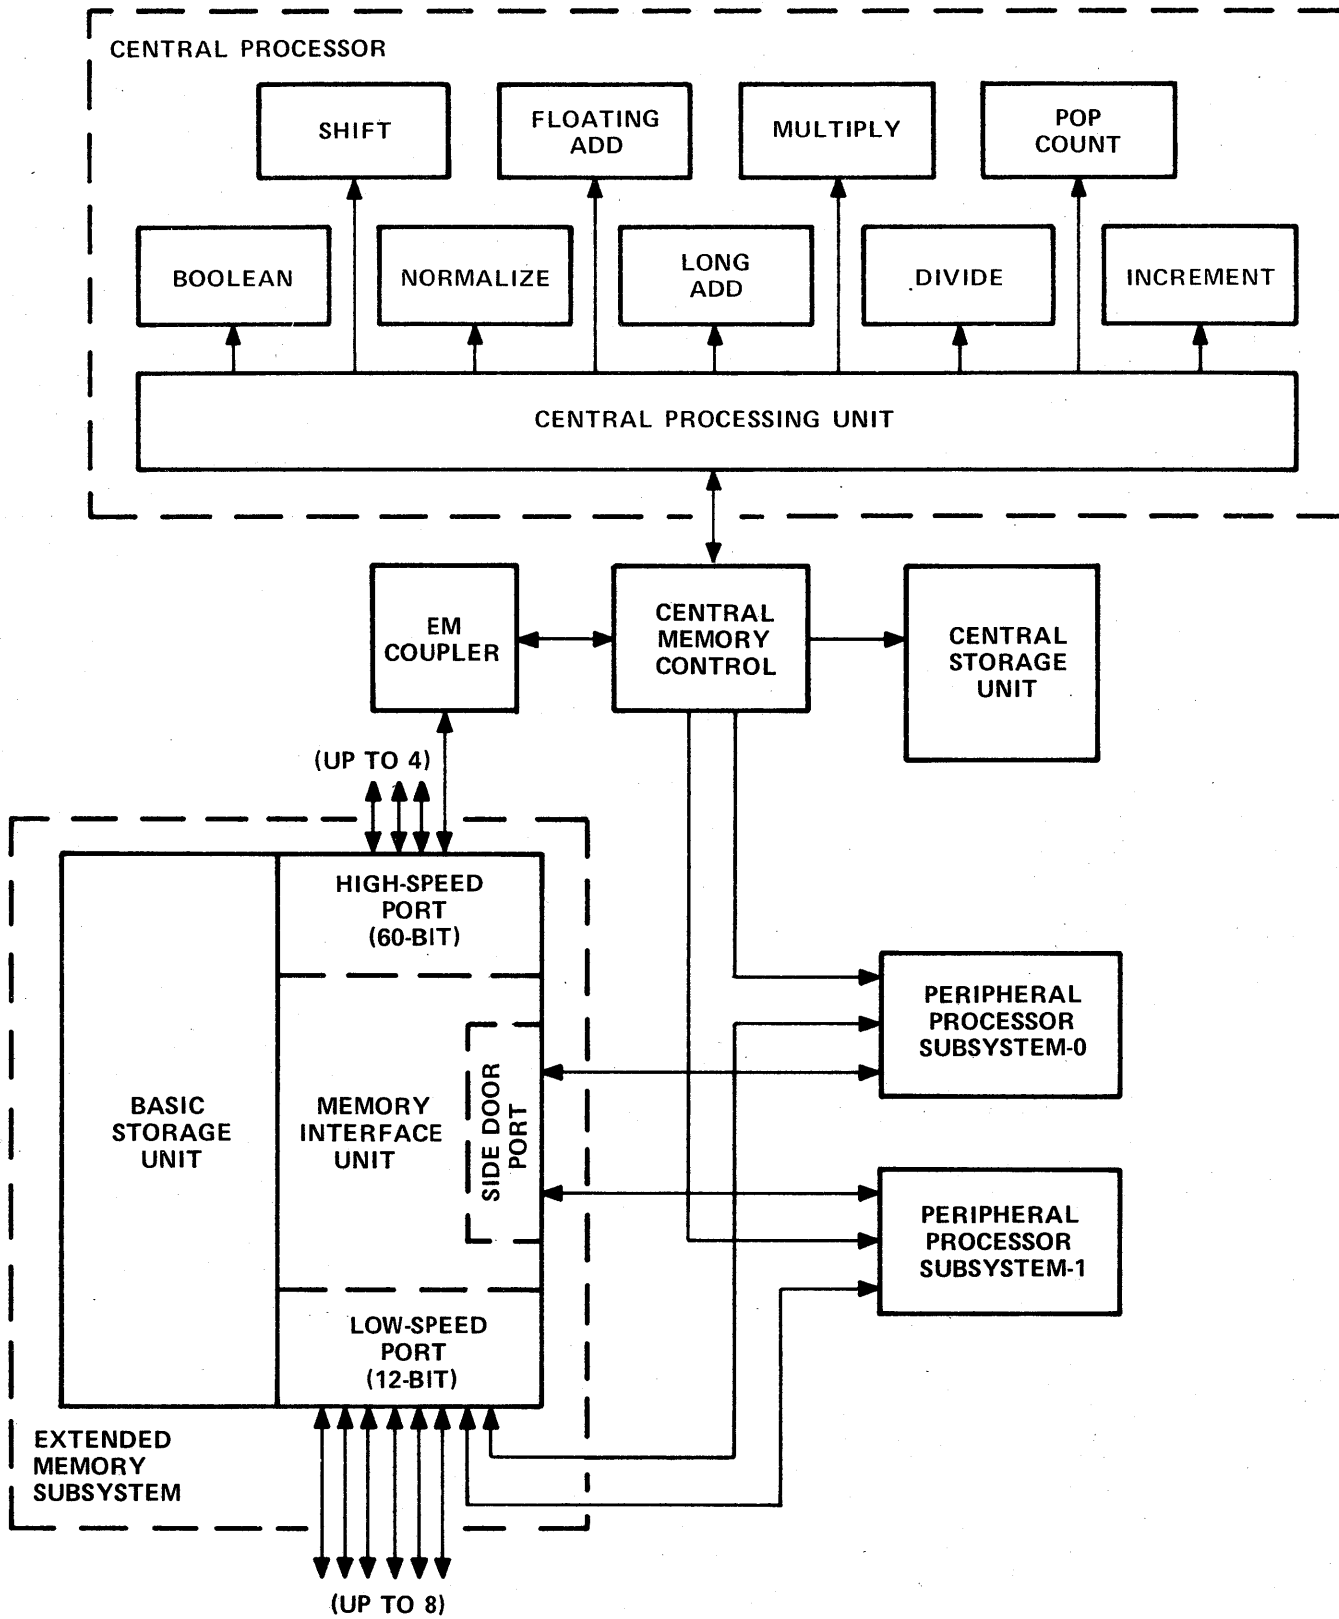 CENTRAL PROCESSOR
SHIFT
FLOATING
ADD
MULTIPLY
POP
COUNT
BOOLEAN
NORMALIZE
LONG
ADD
DIVIDE
INCREMENT
CENTRAL PROCESSING UNIT
EM
COUPLER
CENTRAL
MEMORY
CONTROL
CENTRAL
STORAGE
UNIT
(UP TO 4)
HIGH-SPEED
PORT
(60-BIT)
BASIC
STORAGE
UNIT
MEMORY
INTERFACE
UNIT
SIDE DOOR
PORT
PERIPHERAL
PROCESSOR
SUBSYSTEM-0
PERIPHERAL
PROCESSOR
SUBSYSTEM-1
LOW-SPEED
PORT
(12-BIT)
EXTENDED
MEMORY
SUBSYSTEM
(UP TO 8)